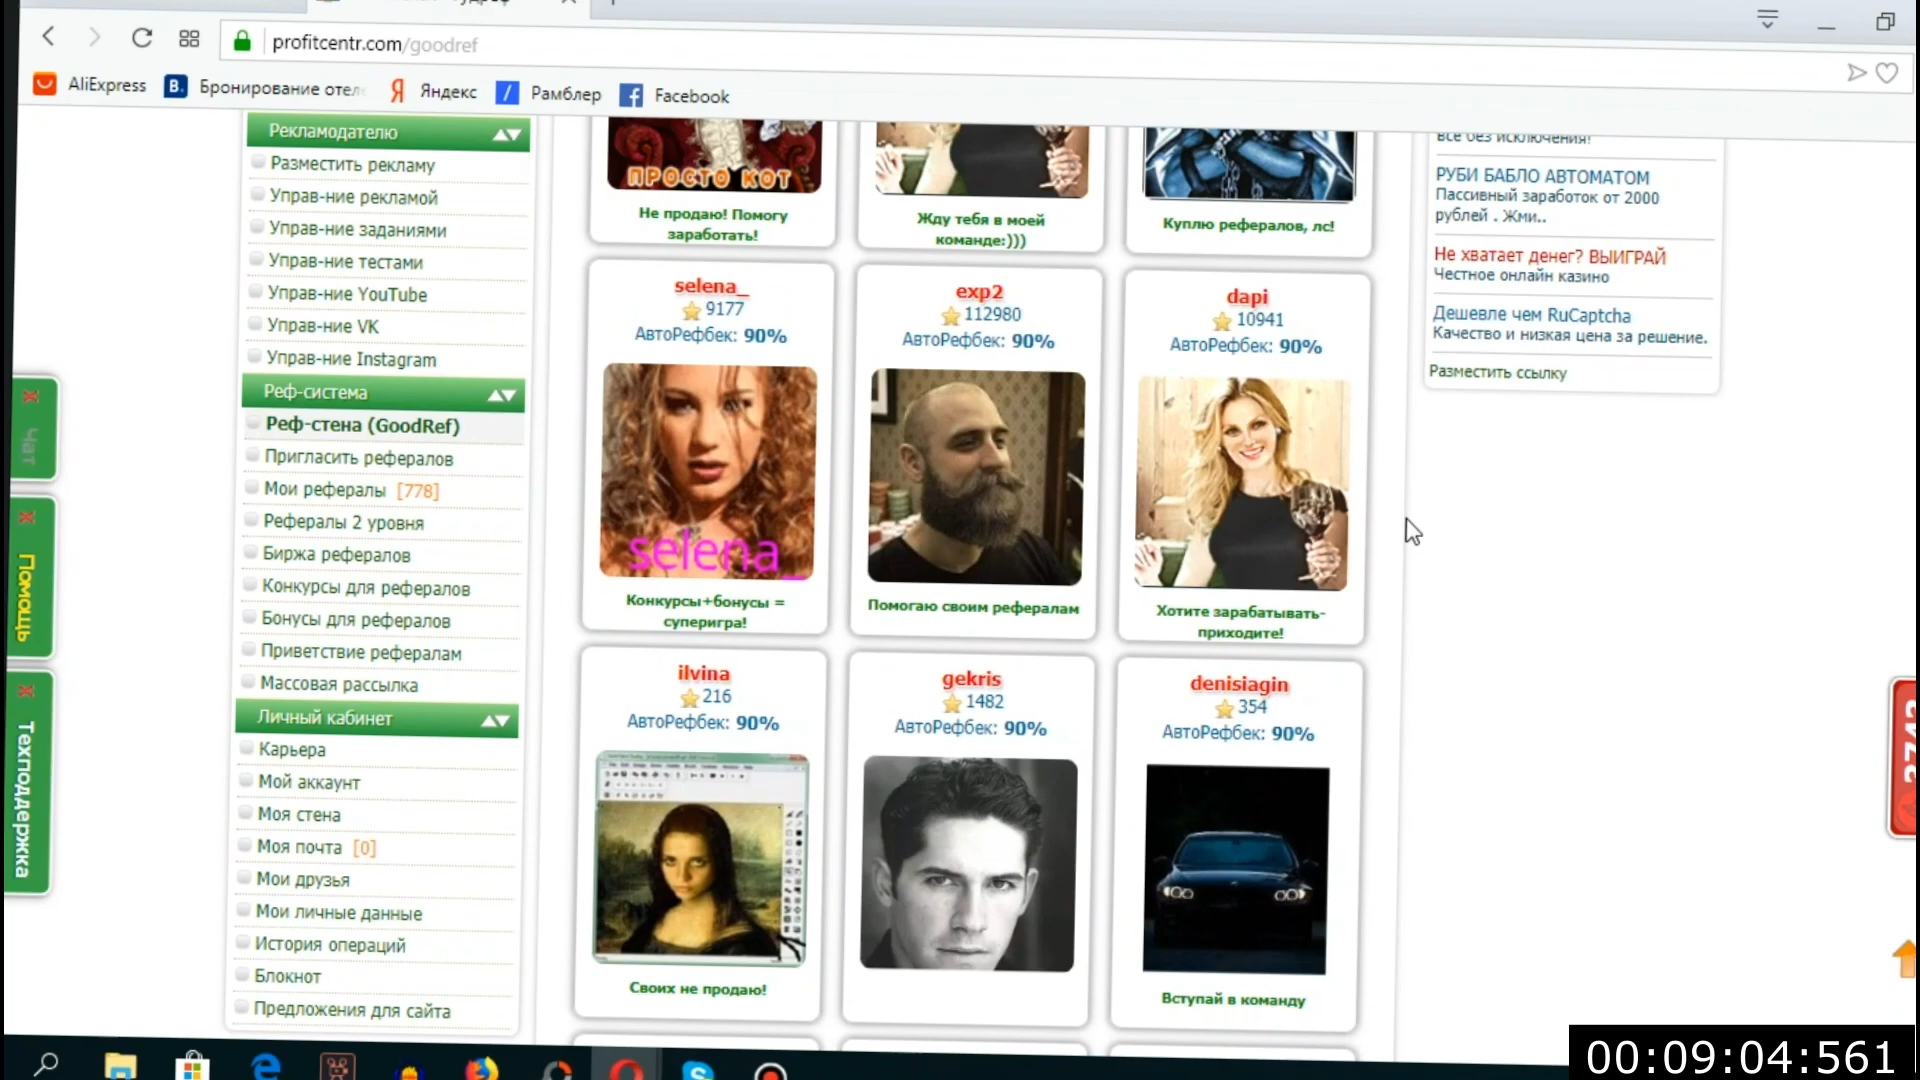 profitcentr.com/goodref
AliExpress
Бронирование отел
Яндекс
Рамблер
Facebook
Рекламодателю
Разместить рекламу
Управ-ние рекламой
Управ-ние заданиями
Управ-ние тестами
Управ-ние YouTube
Управ-ние VK
Управ-ние Instagram
Реф-система
Реф-стена (GoodRef)
Пригласить рефералов
Мои рефералы [778]
Рефералы 2 уровня
Биржа рефералов
Конкурсы для рефералов
Бонусы для рефералов
Приветствие рефералам
Массовая рассылка
Личный кабинет
Карьера
Мой аккаунт
Моя стена
Моя почта [0]
Мои друзья
Мои личные данные
История операций
Блокнот
Предложения для сайта
Чат
Помощь
Техподдержка
ПРОСТО КОТ
Не продаю! Помогу
заработать!
Жду тебя в моей
команде:)))
Куплю рефералов, лс!
selena_
9177
АвтоРефбек: 90%
selena_
Конкурсы+бонусы =
суперигра!
exp2
112980
АвтоРефбек: 90%
Помогаю своим рефералам
dapi
10941
АвтоРефбек: 90%
Хотите зарабатывать-
приходите!
ilvina
216
АвтоРефбек: 90%
Своих не продаю!
gekris
1482
АвтоРефбек: 90%
denisiagin
354
АвтоРефбек: 90%
Вступай в команду
все без исключения!
РУБИ БАБЛО АВТОМАТОМ
Пассивный заработок от 2000
рублей . Жми..
Не хватает денег? ВЫИГРАЙ
Честное онлайн казино
Дешевле чем RuCaptcha
Качество и низкая цена за решение.
Разместить ссылку
00:09:04:561